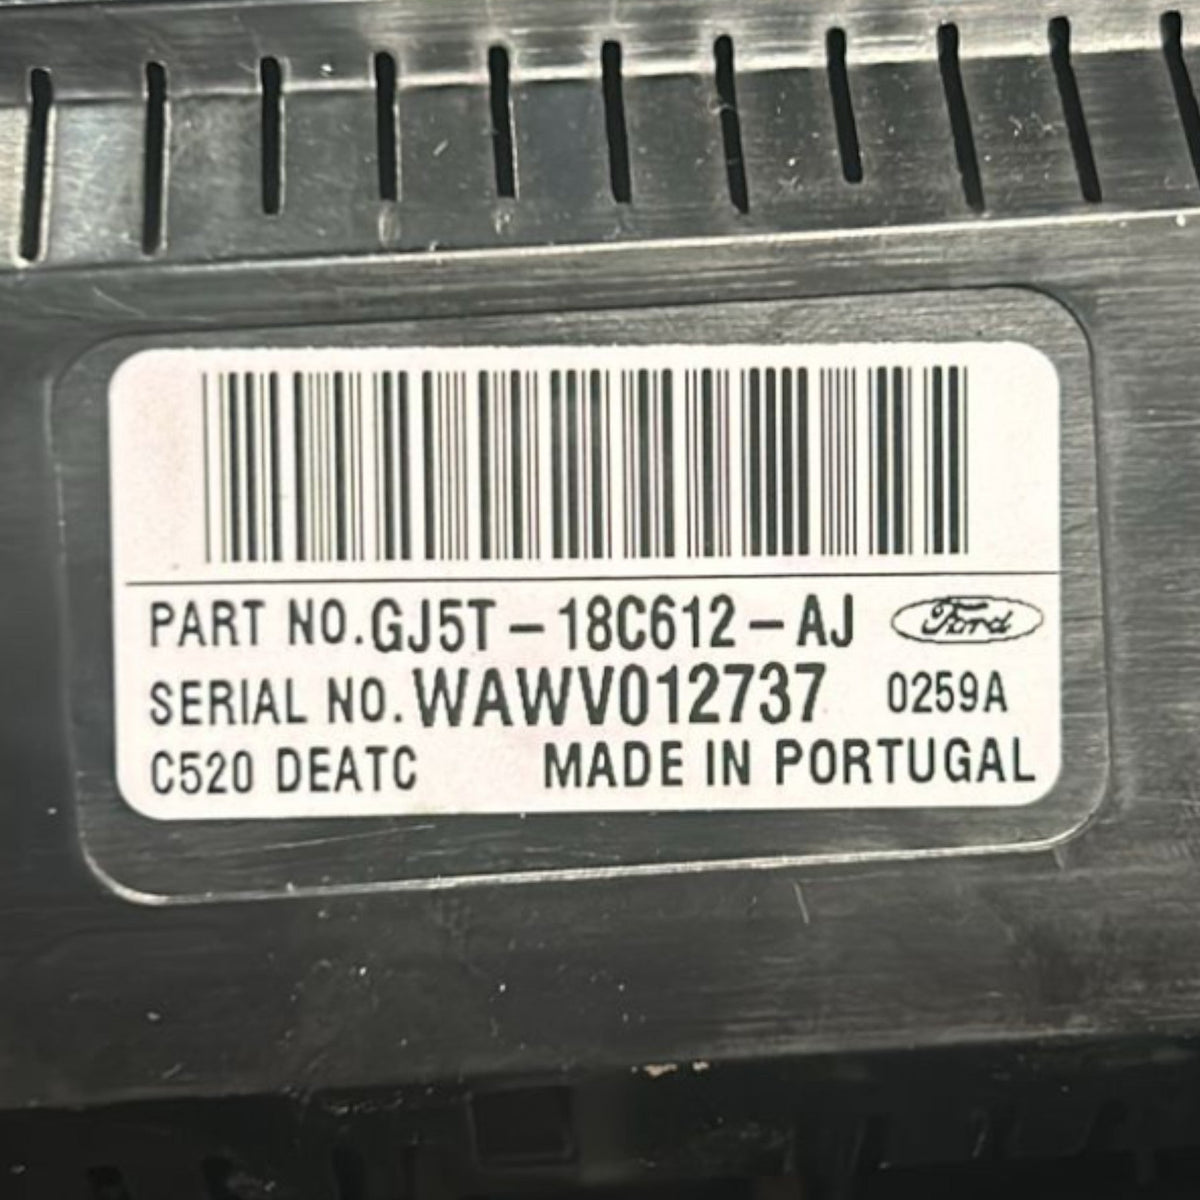 PART NO.GJ5T-18C612-AJ Ford
SERIAL NO.WAWV012737 0259A
C520 DEATC MADE IN PORTUGAL